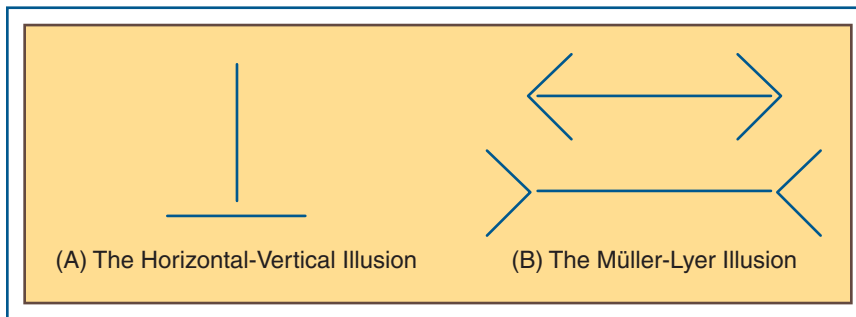 (A) The Horizontal-Vertical Illusion
(B) The Müller-Lyer Illusion